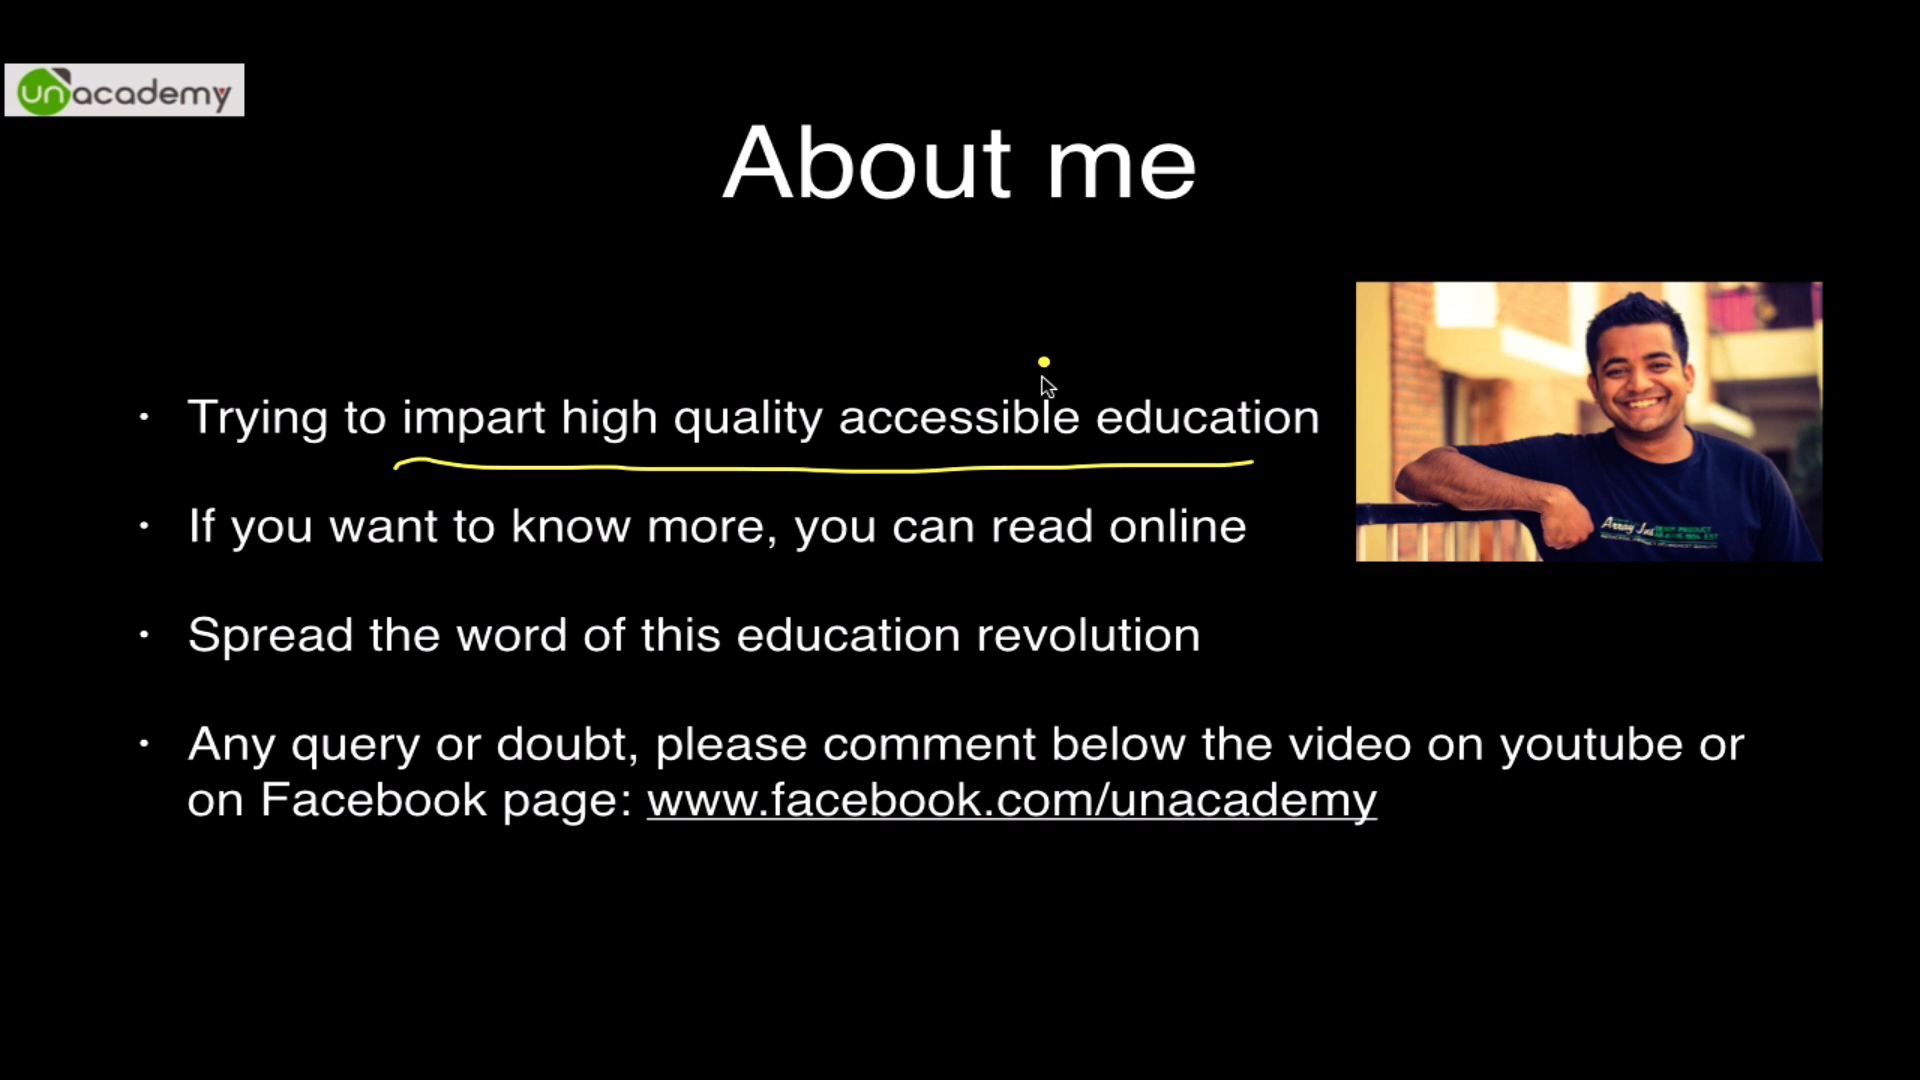 unacademy
About me
• Trying to impart high quality accessible education
• If you want to know more, you can read online
• Spread the word of this education revolution
• Any query or doubt, please comment below the video on youtube or
on Facebook page: www.facebook.com/unacademy